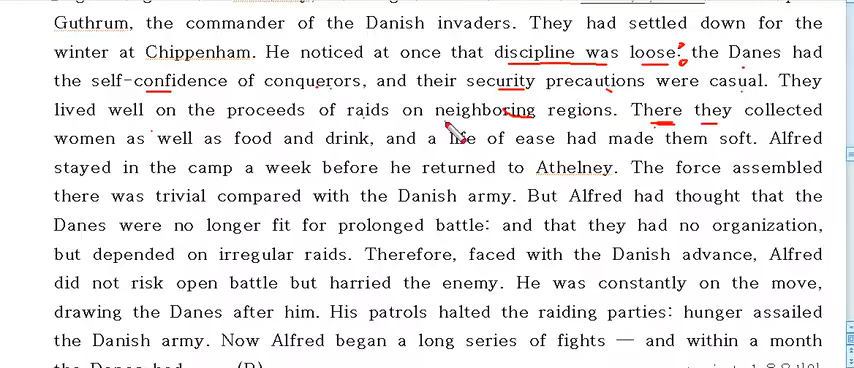 Guthrum, the commander of the Danish invaders. They had settled down for the
winter at Chippenham. He noticed at once that discipline was loose: the Danes had
the self-confidence of conquerors, and their security precautions were casual. They
lived well on the proceeds of raids on neighboring regions. There they collected
women as well as food and drink, and a life of ease had made them soft. Alfred
stayed in the camp a week before he returned to Athelney. The force assembled
there was trivial compared with the Danish army. But Alfred had thought that the
Danes were no longer fit for prolonged battle: and that they had no organization,
but depended on irregular raids. Therefore, faced with the Danish advance, Alfred
did not risk open battle but harried the enemy. He was constantly on the move,
drawing the Danes after him. His patrols halted the raiding parties: hunger assailed
the Danish army. Now Alfred began a long series of fights — and within a month
the Danes had (B)